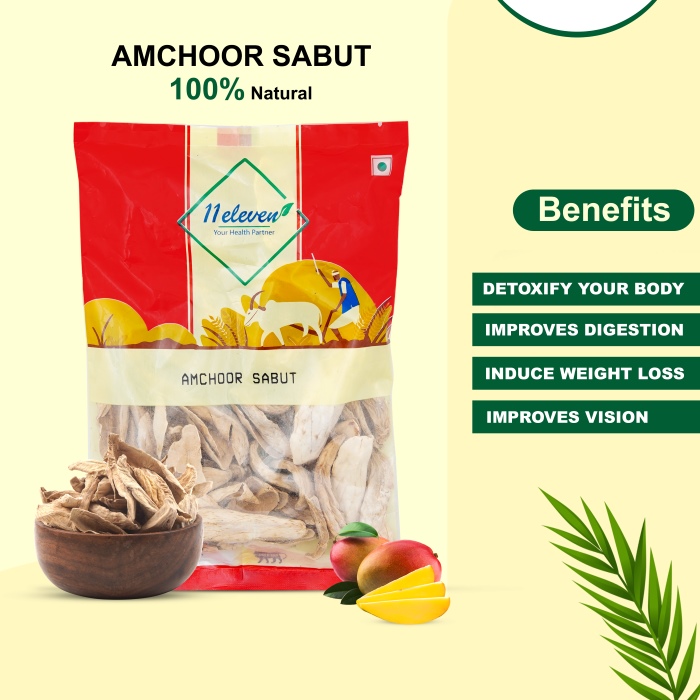 AMCHOOR SABUT
100% Natural
11eleven
Your Health Partner
AMCHOOR SABUT
Benefits
DETOXIFY YOUR BODY
IMPROVES DIGESTION
INDUCE WEIGHT LOSS
IMPROVES VISION